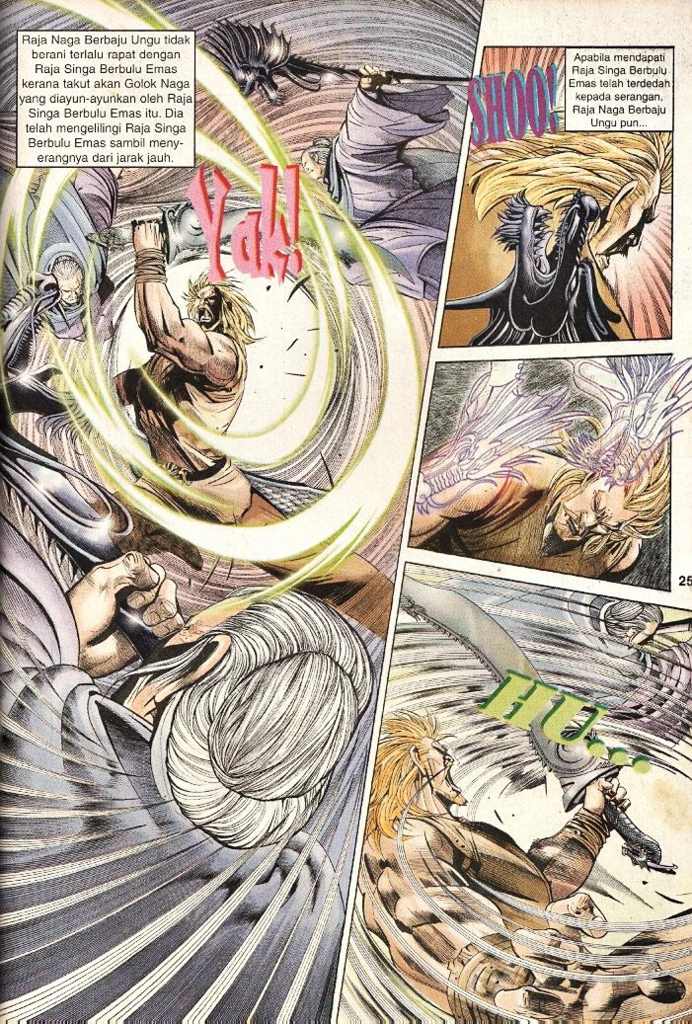 Raja Naga Berbaju Ungu tidak
berani terlalu rapat dengan
Raja Singa Berbulu Emas
kerana takut akan Golok Naga
yang diayun-ayunkan oleh Raja
Singa Berbulu Emas itu. Dia
telah mengelilingi Raja Singa
Berbulu Emas sambil meny-
erangnya dari jarak jauh.
Yak!
Apabila mendapati
Raja Singa Berbulu
Emas telah terdedah
kepada serangan,
Raja Naga Berbaju
Ungu pun...
SHOO!
25
HU...